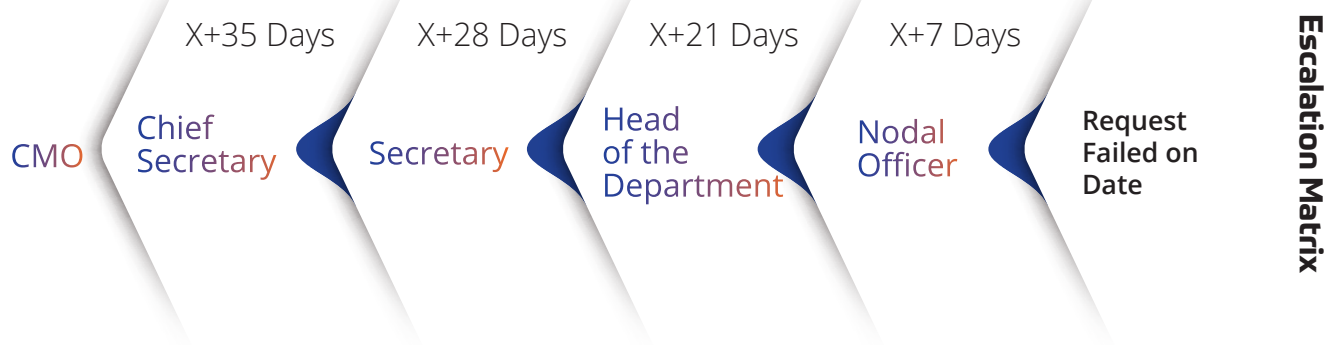 X+35 Days
X+28 Days
X+21 Days
X+7 Days
CMO
Chief
Secretary
Secretary
Head
of the
Department
Nodal
Officer
Request
Failed on
Date
Escalation Matrix